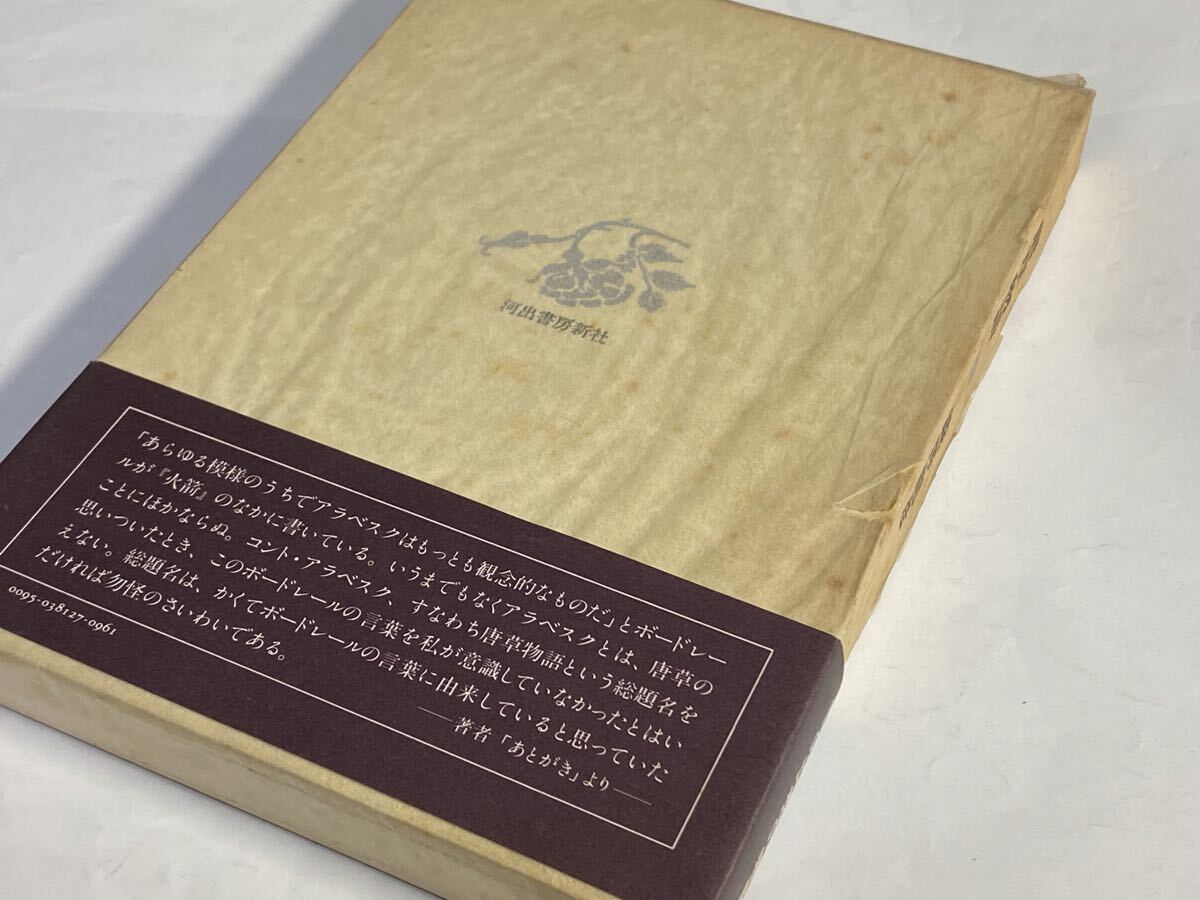 河出書房新社
「あらゆる模様のうちでアラベスクはもっとも観念的なものだ」とボードレー
ルが『火箭』のなかに書いている。いうまでもなくアラベスクとは、唐草の
ことにほかならぬ。コント・アラベスク、すなわち唐草物語という総題名を
思いついたとき、このボードレールの言葉を私が意識していなかったとはい
えない。総題名は、かくてボードレールの言葉に由来していると思っていた
だければ勿怪のさいわいである。
——著者「あとがき」より——
0095-038127-0961